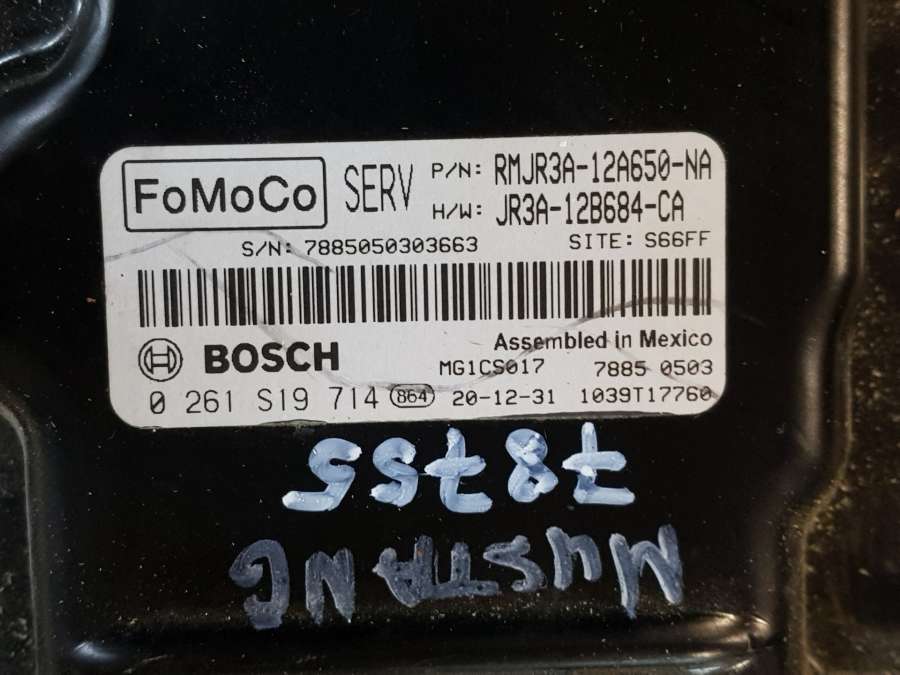 FoMoCo SERV P/N: RMJR3A-12A650-NA
H/W: JR3A-12B684-CA
S/N: 7885050303663 SITE: S66FF
Assembled in Mexico
BOSCH MG1CS017 7885 0503
0 261 S19 714 864 20-12-31 1039T17760
78755
MUSTANG